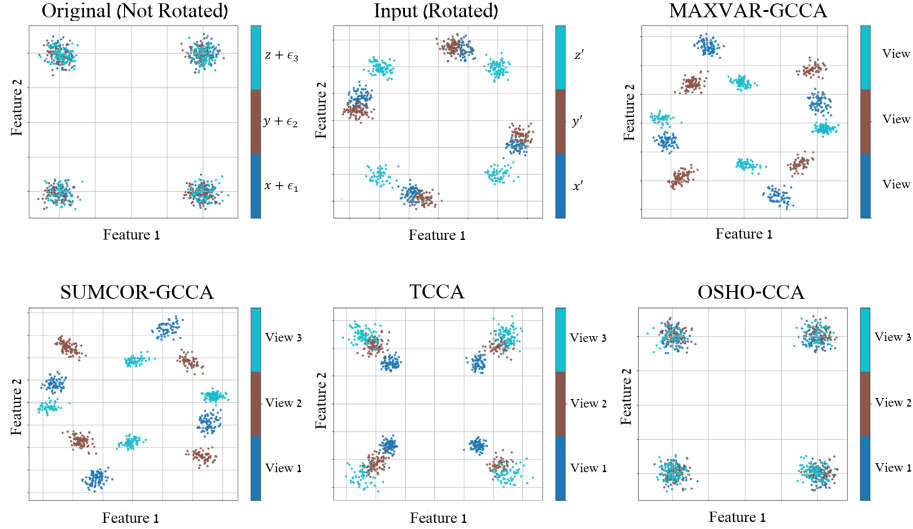 Original (Not Rotated)
Feature 2
Feature 1
z + ϵ₃
y + ϵ₂
x + ϵ₁
Input (Rotated)
Feature 2
Feature 1
z′
y′
x′
MAXVAR-GCCA
Feature 2
Feature 1
View
View
View
SUMCOR-GCCA
Feature 2
Feature 1
View 3
View 2
View 1
TCCA
Feature 2
Feature 1
View 3
View 2
View 1
OSHO-CCA
Feature 2
Feature 1
View 3
View 2
View 1